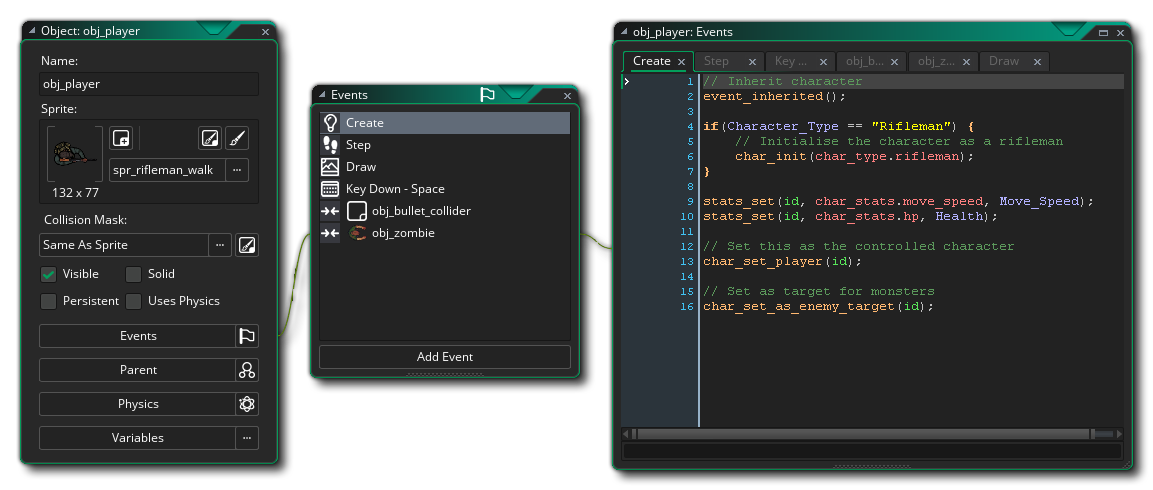 Object: obj_player
Name:
obj_player
Sprite:
spr_rifleman_walk
132 x 77
Collision Mask:
Same As Sprite
Visible
Solid
Persistent
Uses Physics
Events
Parent
Physics
Variables
Events
Create
Step
Draw
Key Down - Space
obj_bullet_collider
obj_zombie
Add Event
obj_player: Events
Create Step Key ... obj_b... obj_z... Draw
1 // Inherit character
2 event_inherited();
3
4 if(Character_Type == "Rifleman") {
5 // Initialise the character as a rifleman
6 char_init(char_type.rifleman);
7 }
8
9 stats_set(id, char_stats.move_speed, Move_Speed);
10 stats_set(id, char_stats.hp, Health);
11
12 // Set this as the controlled character
13 char_set_player(id);
14
15 // Set as target for monsters
16 char_set_as_enemy_target(id);